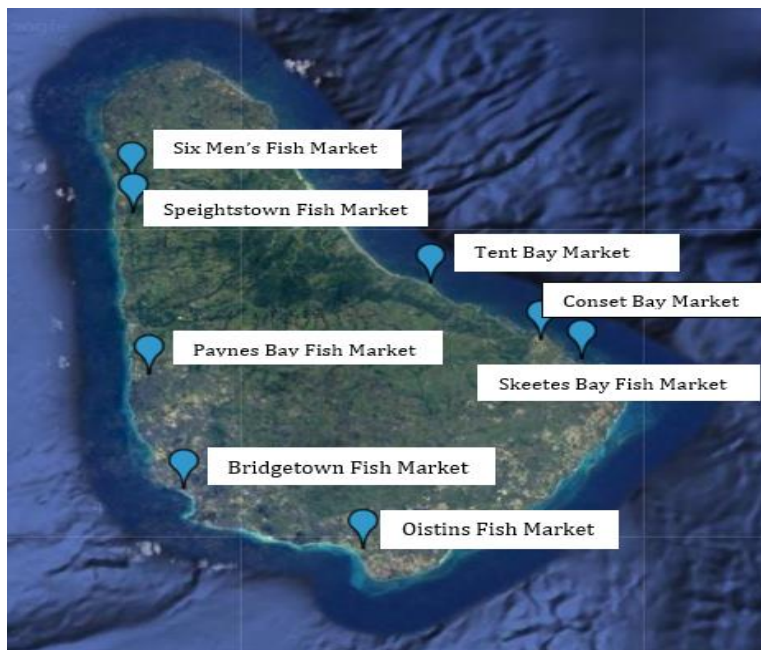 Six Men's Fish Market
Speightstown Fish Market
Tent Bay Market
Conset Bay Market
Paynes Bay Fish Market
Skeetes Bay Fish Market
Bridgetown Fish Market
Oistins Fish Market